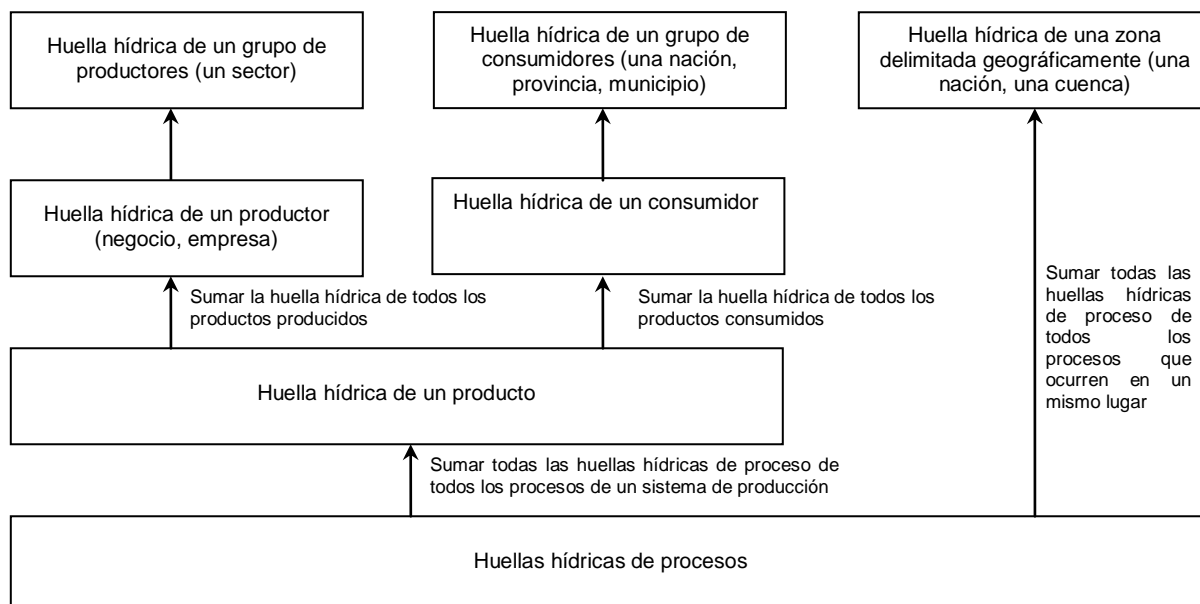 Huella hídrica de un grupo de
productores (un sector)
Huella hídrica de un grupo de
consumidores (una nación,
provincia, municipio)
Huella hídrica de una zona
delimitada geográficamente (una
nación, una cuenca)
Huella hídrica de un productor
(negocio, empresa)
Huella hídrica de un consumidor
Sumar la huella hídrica de todos los
productos producidos
Sumar la huella hídrica de todos los
productos consumidos
Sumar todas las
huellas hídricas
de proceso de
todos los
procesos que
ocurren en un
mismo lugar
Huella hídrica de un producto
Sumar todas las huellas hídricas de proceso de
todos los procesos de un sistema de producción
Huellas hídricas de procesos